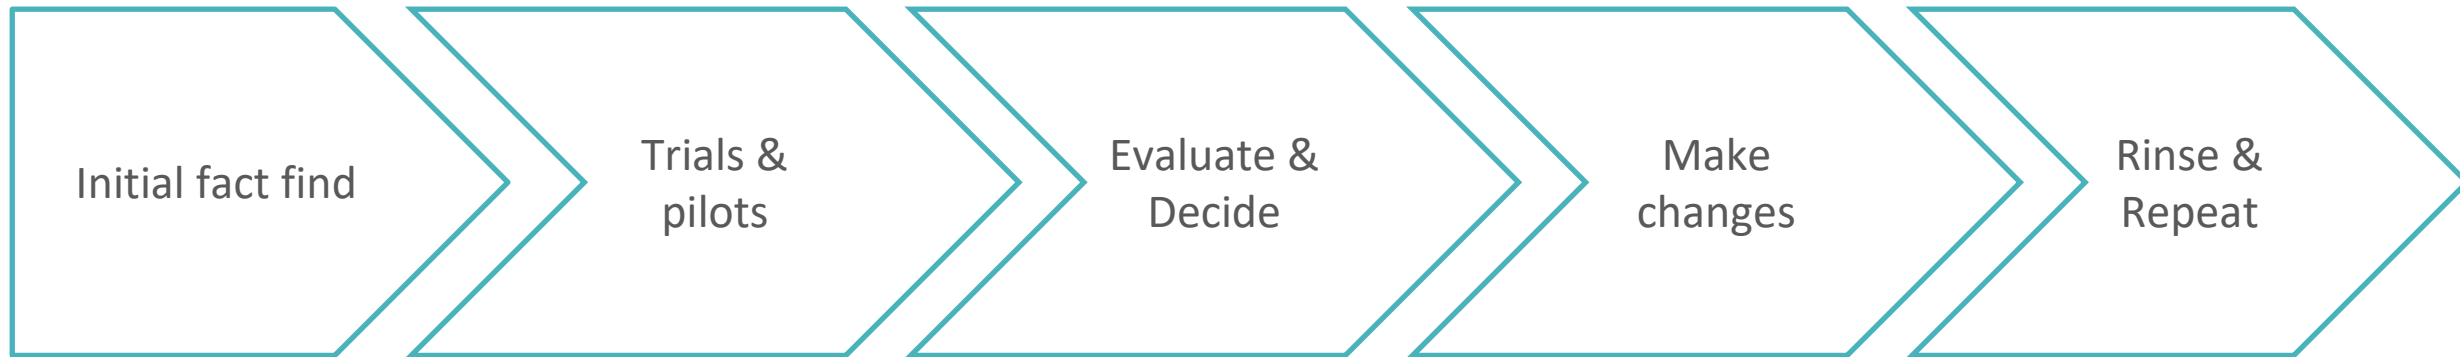 Initial fact find
Trials &
pilots
Evaluate &
Decide
Make
changes
Rinse &
Repeat